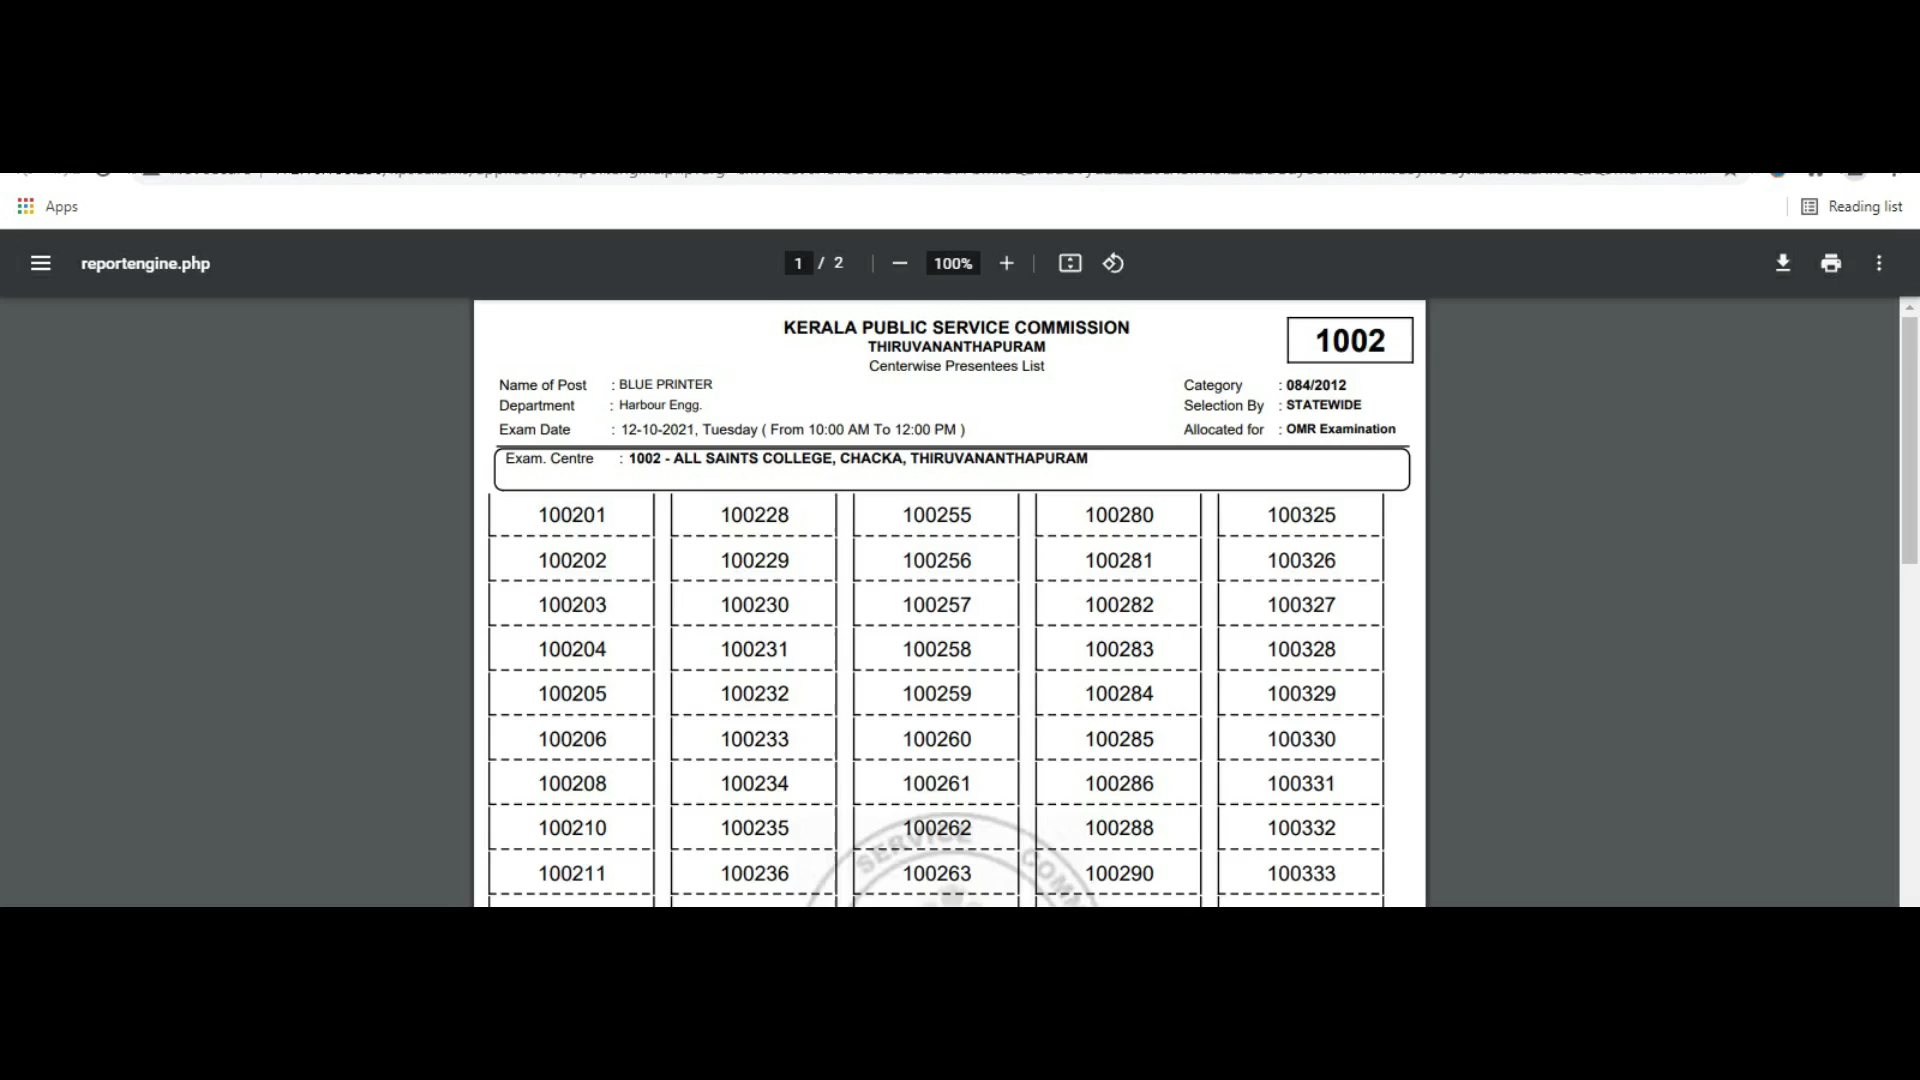 Apps
Reading list
reportengine.php
1 / 2
100%
KERALA PUBLIC SERVICE COMMISSION
1002
THIRUVANANTHAPURAM
Centerwise Presentees List
Name of Post : BLUE PRINTER
Category : 084/2012
Department : Harbour Engg.
Selection By : STATEWIDE
Exam Date : 12-10-2021, Tuesday ( From 10:00 AM To 12:00 PM )
Allocated for : OMR Examination
Exam. Centre : 1002 - ALL SAINTS COLLEGE, CHACKA, THIRUVANANTHAPURAM
100201 100228 100255 100280 100325
100202 100229 100256 100281 100326
100203 100230 100257 100282 100327
100204 100231 100258 100283 100328
100205 100232 100259 100284 100329
100206 100233 100260 100285 100330
100208 100234 100261 100286 100331
100210 100235 100262 100288 100332
100211 100236 100263 100290 100333
SERVICE